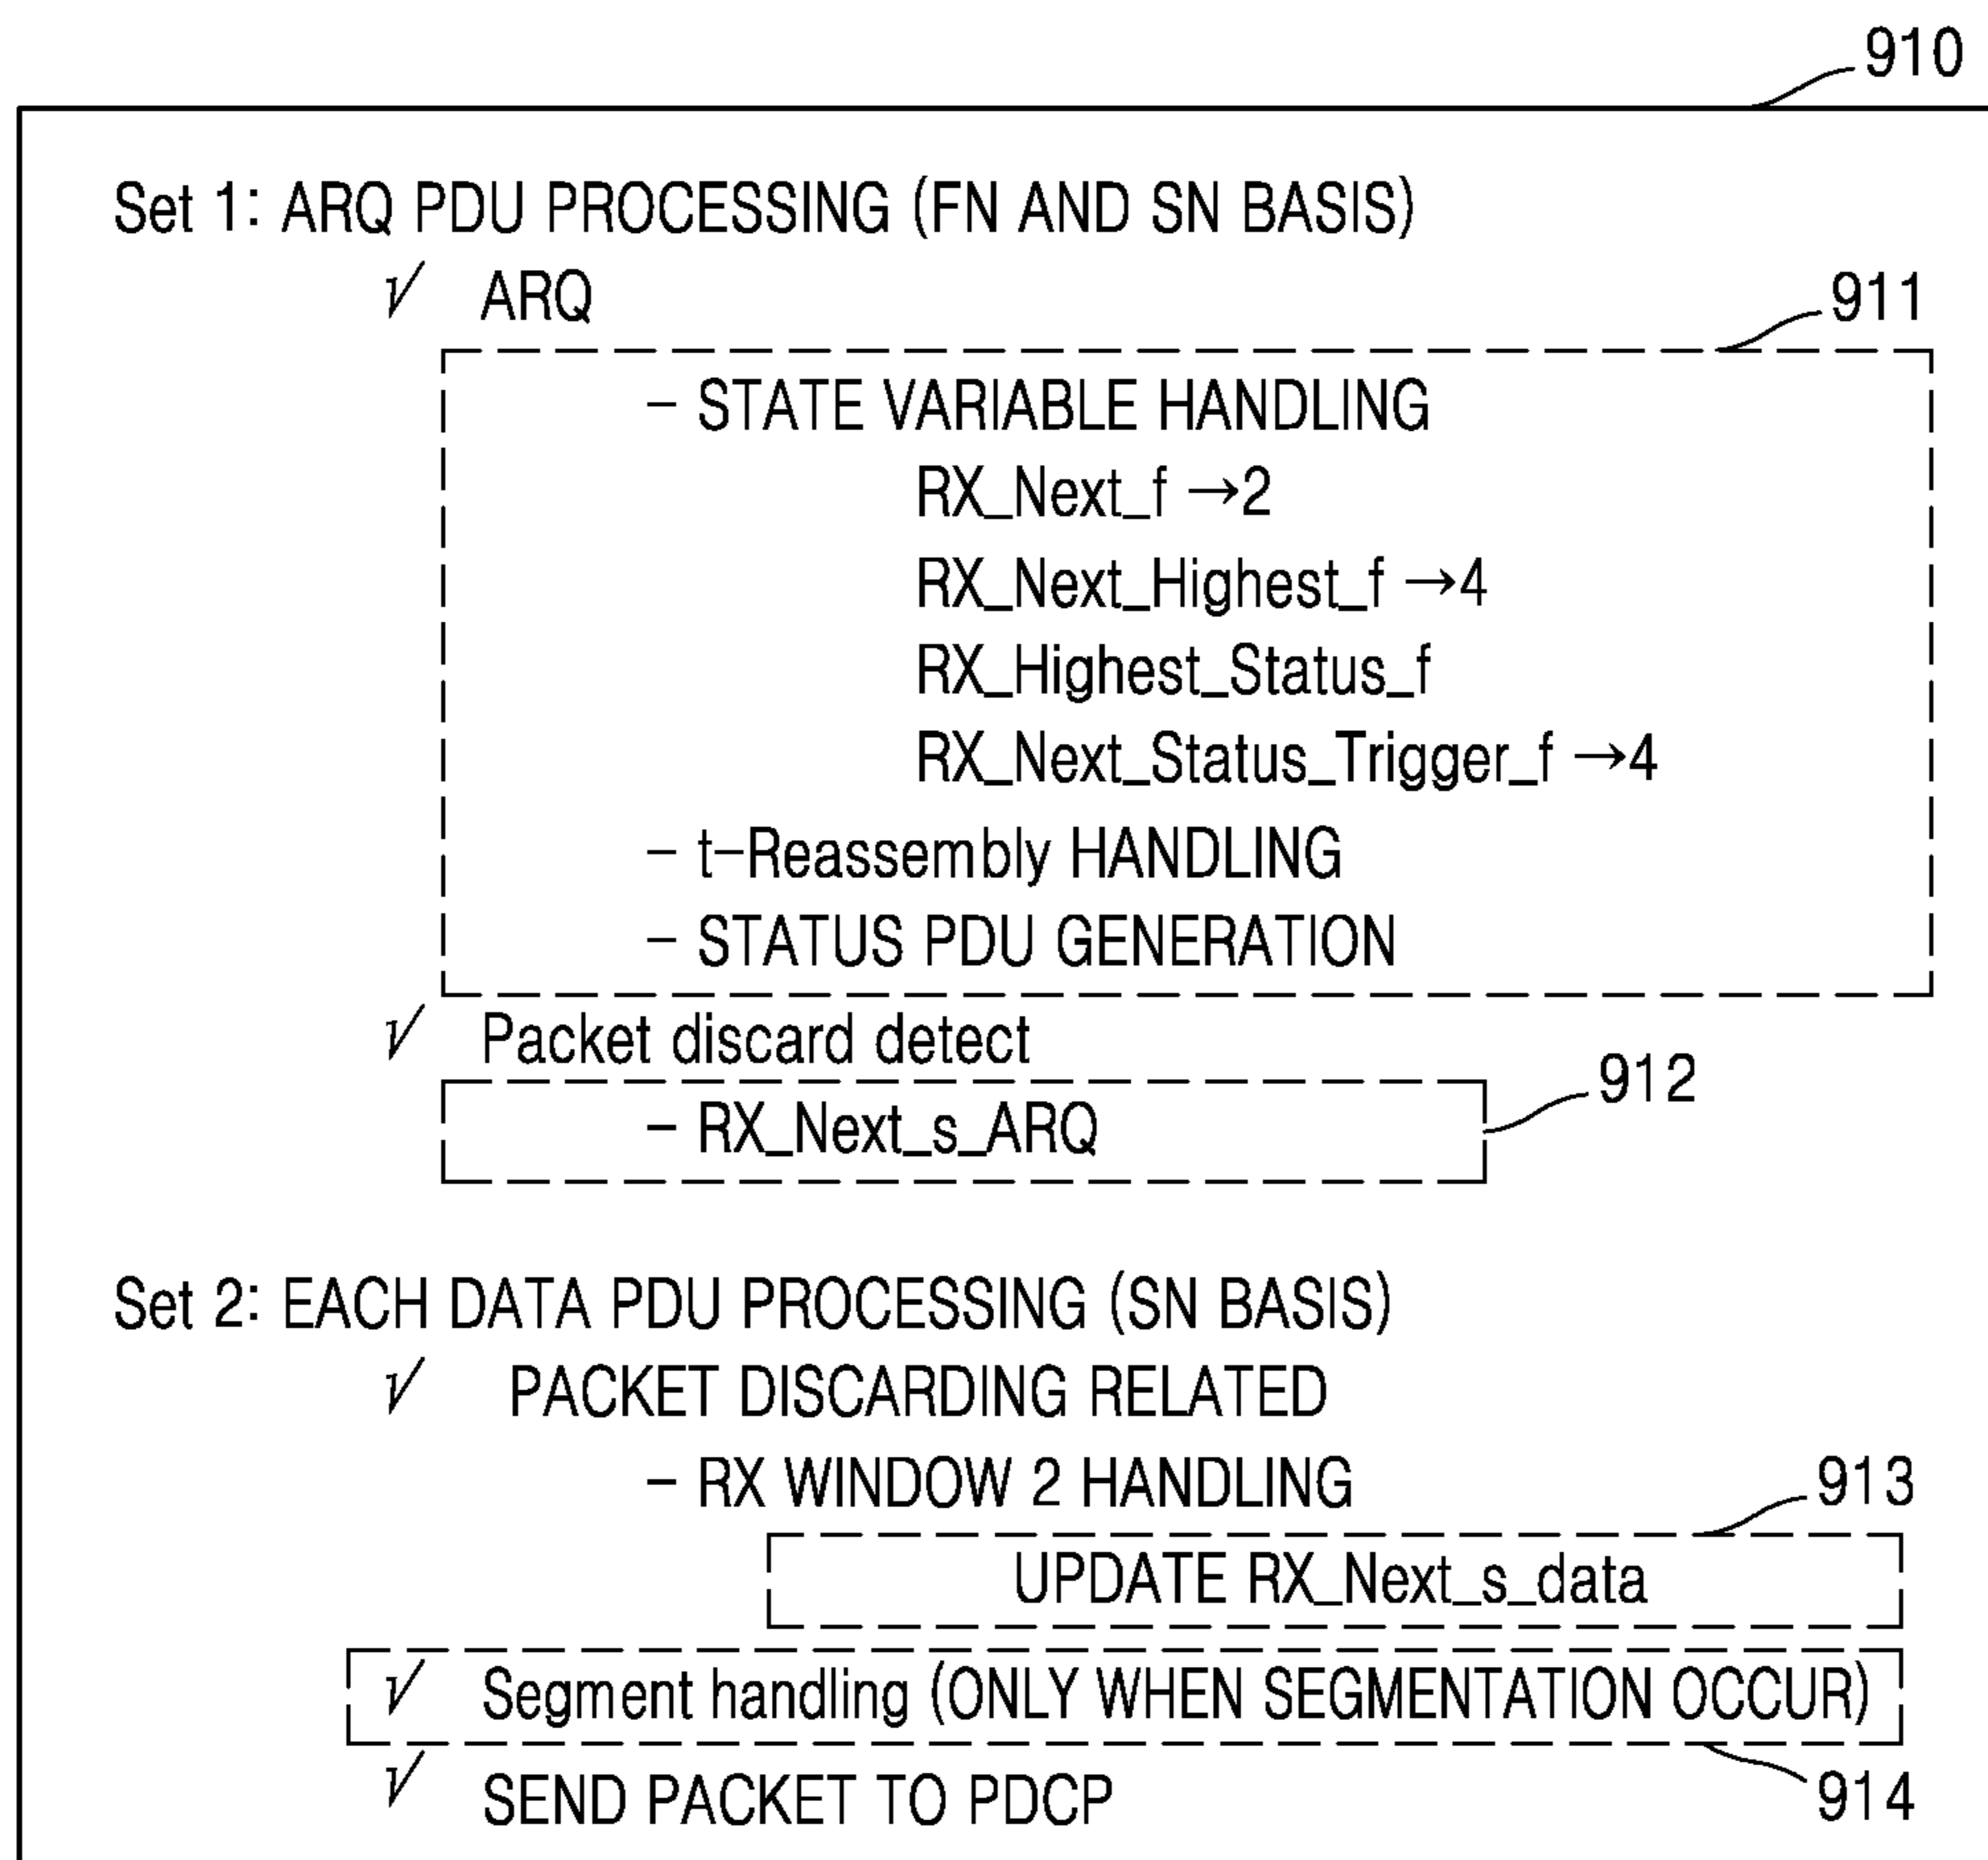 910
Set 1: ARQ PDU PROCESSING (FN AND SN BASIS)
√ ARQ
911
– STATE VARIABLE HANDLING
RX_Next_f →2
RX_Next_Highest_f →4
RX_Highest_Status_f
RX_Next_Status_Trigger_f →4
– t–Reassembly HANDLING
– STATUS PDU GENERATION
√ Packet discard detect
912
– RX_Next_s_ARQ
Set 2: EACH DATA PDU PROCESSING (SN BASIS)
√ PACKET DISCARDING RELATED
– RX WINDOW 2 HANDLING
913
UPDATE RX_Next_s_data
√ Segment handling (ONLY WHEN SEGMENTATION OCCUR)
√ SEND PACKET TO PDCP
914